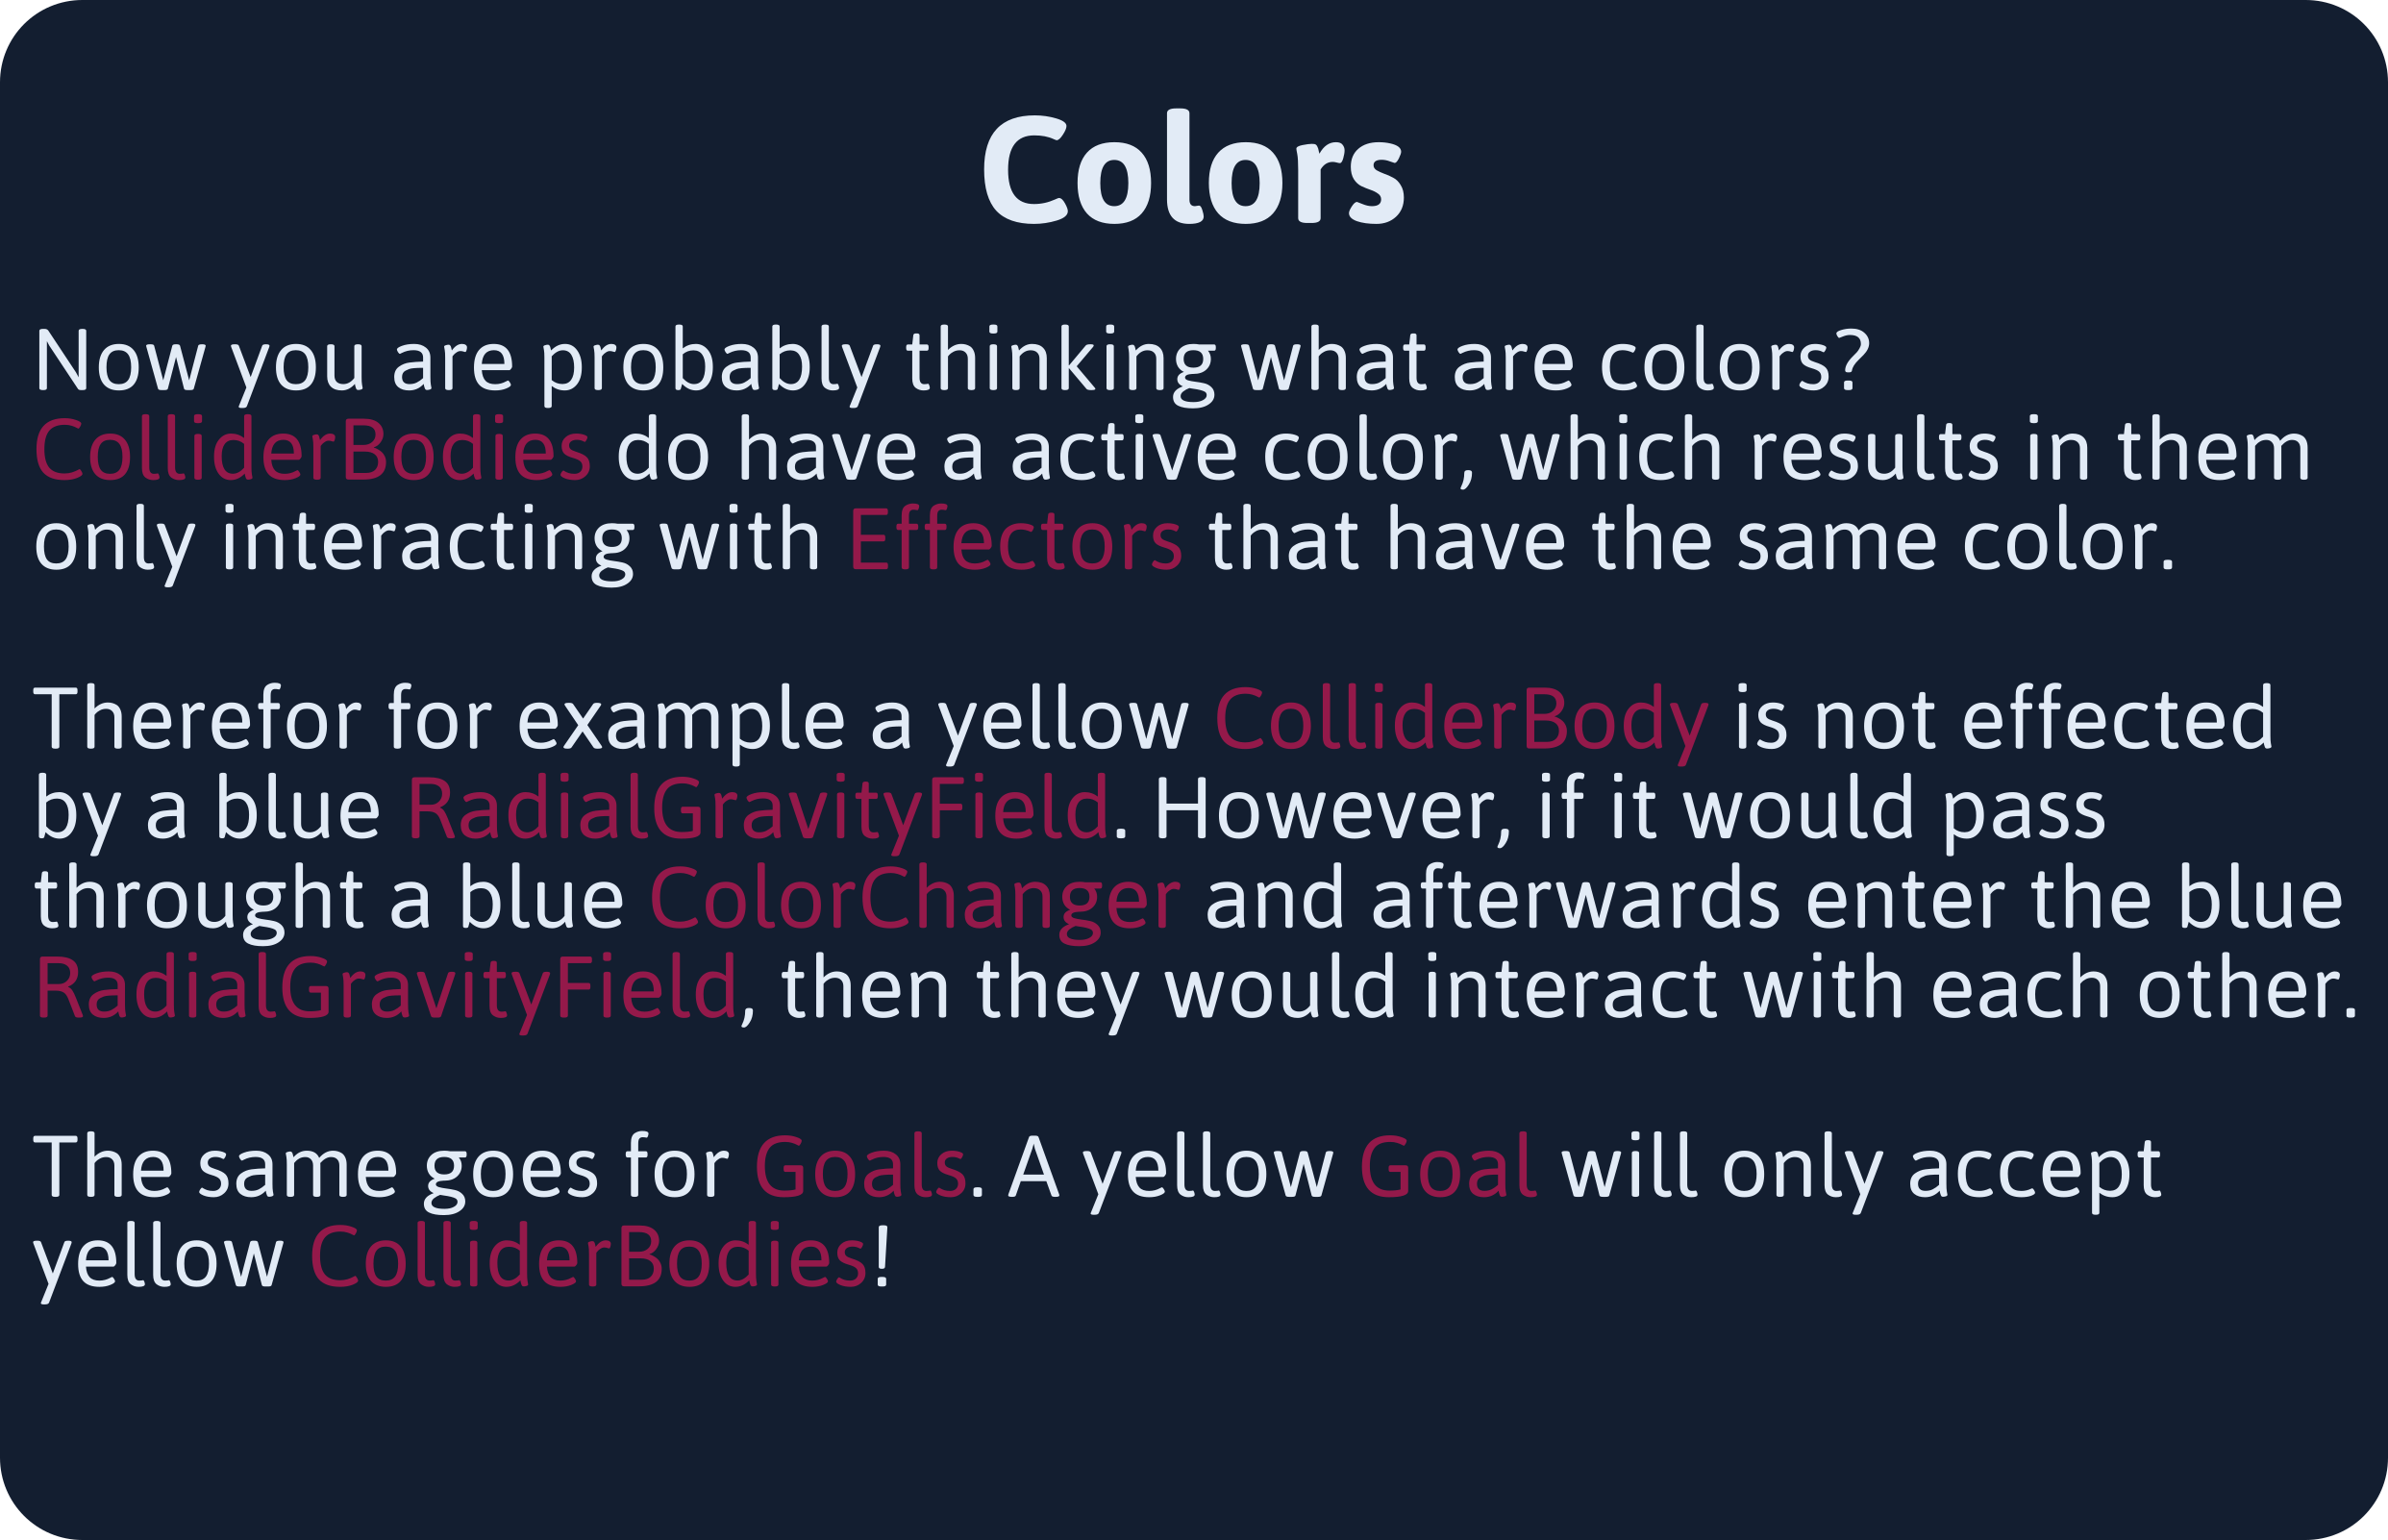 Colors
Now you are probably thinking what are colors?
ColliderBodies do have a active color, which results in them
only interacting with Effectors that have the same color.
Therefor for example a yellow ColliderBody is not effected
by a blue RadialGravityField. However, if it would pass
throught a blue ColorChanger and afterwards enter the blue
RadialGravityField, then they would interact with each other.
The same goes for Goals. A yellow Goal will only accept
yellow ColliderBodies!